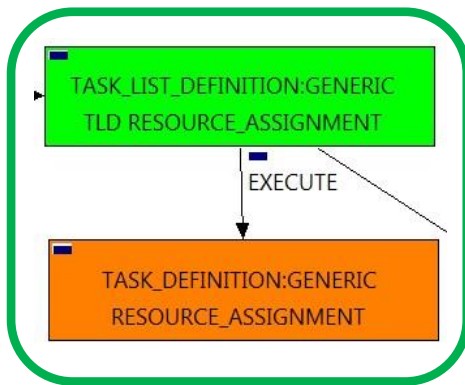 TASK_LIST_DEFINITION:GENERIC
TLD RESOURCE_ASSIGNMENT
EXECUTE
TASK_DEFINITION:GENERIC
RESOURCE_ASSIGNMENT